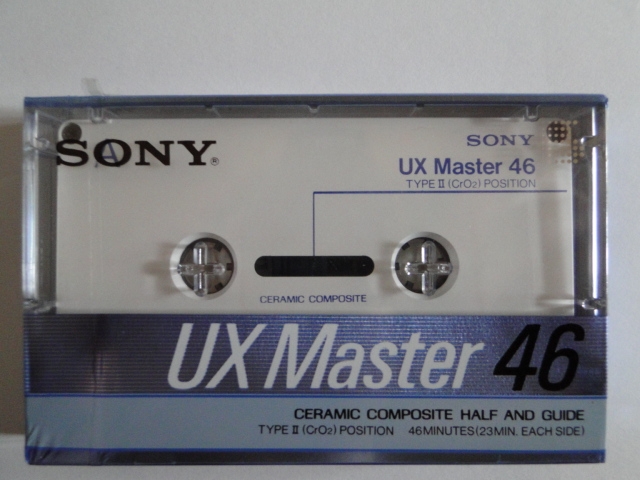 SONY®
A
SONY
UX Master 46
TYPE II (CrO2) POSITION
CERAMIC COMPOSITE
UX Master 46
CERAMIC COMPOSITE HALF AND GUIDE
TYPE II (CrO2) POSITION 46MINUTES(23MIN. EACH SIDE)